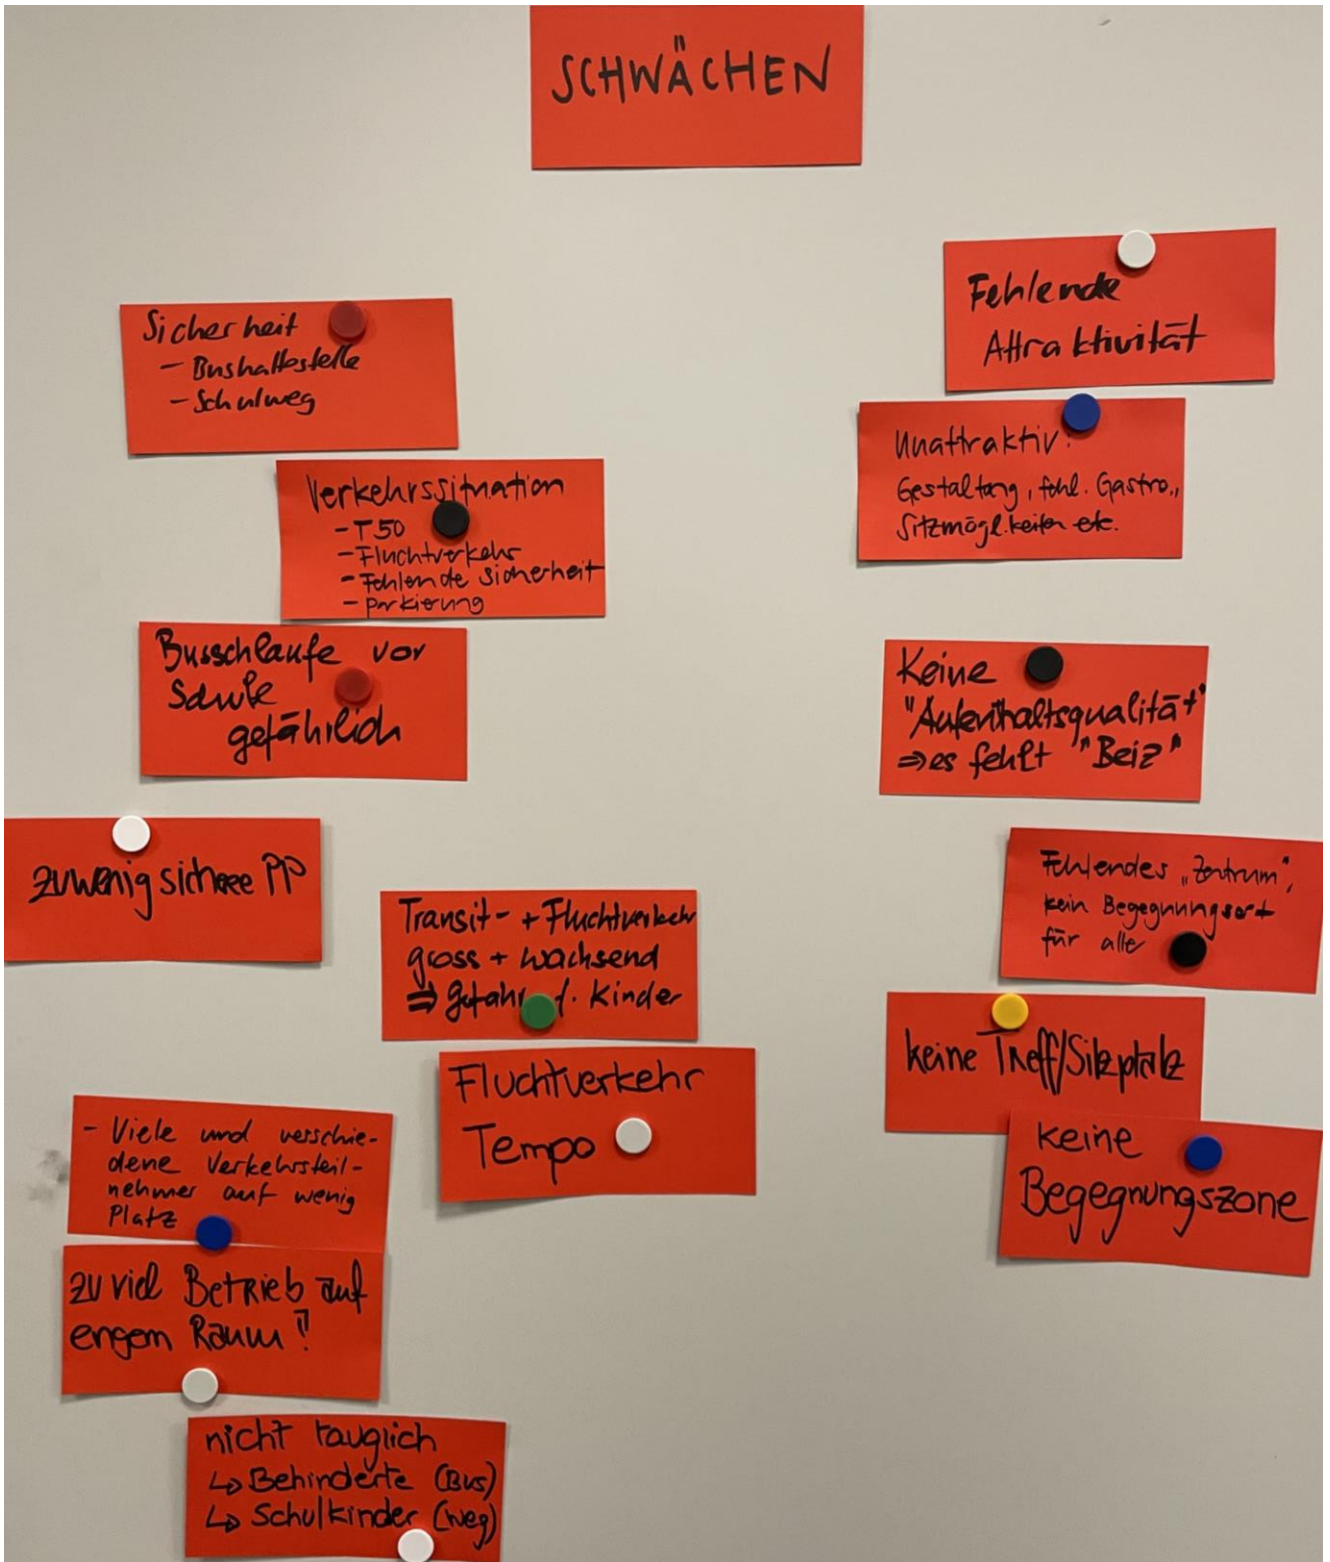 SCHWÄCHEN
Sicherheit
- Bushaltestelle
- Schulweg
Verkehrssituation
- T50
- Fluchtverkehr
- Fehlende Sicherheit
- Parkierung
Busschlaufe vor
Schule
gefährlich
zuwenig sichere PP
Transit- + Fluchtverkehr
gross + wachsend
⇒ Gefahr f. Kinder
Fluchtverkehr
Tempo
- Viele und verschie-
dene Verkehrsteil-
nehmer auf wenig
Platz
zu viel Betrieb auf
engem Raum!
nicht tauglich
↳ Behinderte (Bus)
↳ Schulkinder (Weg)
Fehlende
Attraktivität
Unattraktiv:
Gestaltung, fehl. Gastro.,
Sitzmögl.keiten etc.
Keine
"Aufenthaltsqualität"
⇒ es fehlt "Beiz"
Fehlendes „Zentrum",
kein Begegnungsort
für alle
keine Treff/Sitzplatz
keine
Begegnungszone